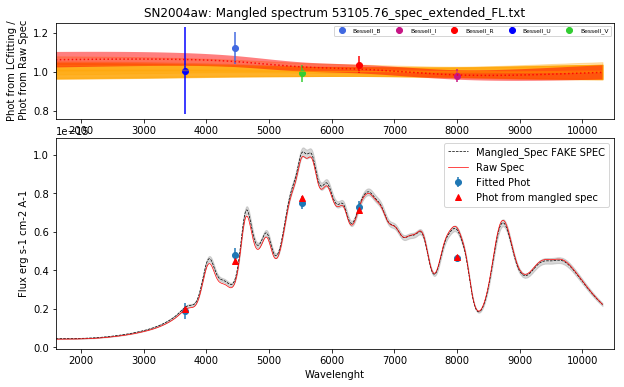 SN2004aw: Mangled spectrum 53105.76_spec_extended_FL.txt
Phot from LCfitting /
Phot from Raw Spec
1.2
1.0
0.8
Bessell_B
Bessell_I
Bessell_R
Bessell_U
Bessell_V
2000 3000 4000 5000 6000 7000 8000 9000 10000
Flux erg s-1 cm-2 A-1
1.0
0.8
0.6
0.4
0.2
0.0
Mangled_Spec FAKE SPEC
Raw Spec
Fitted Phot
Phot from mangled spec
2000 3000 4000 5000 6000 7000 8000 9000 10000
Wavelenght